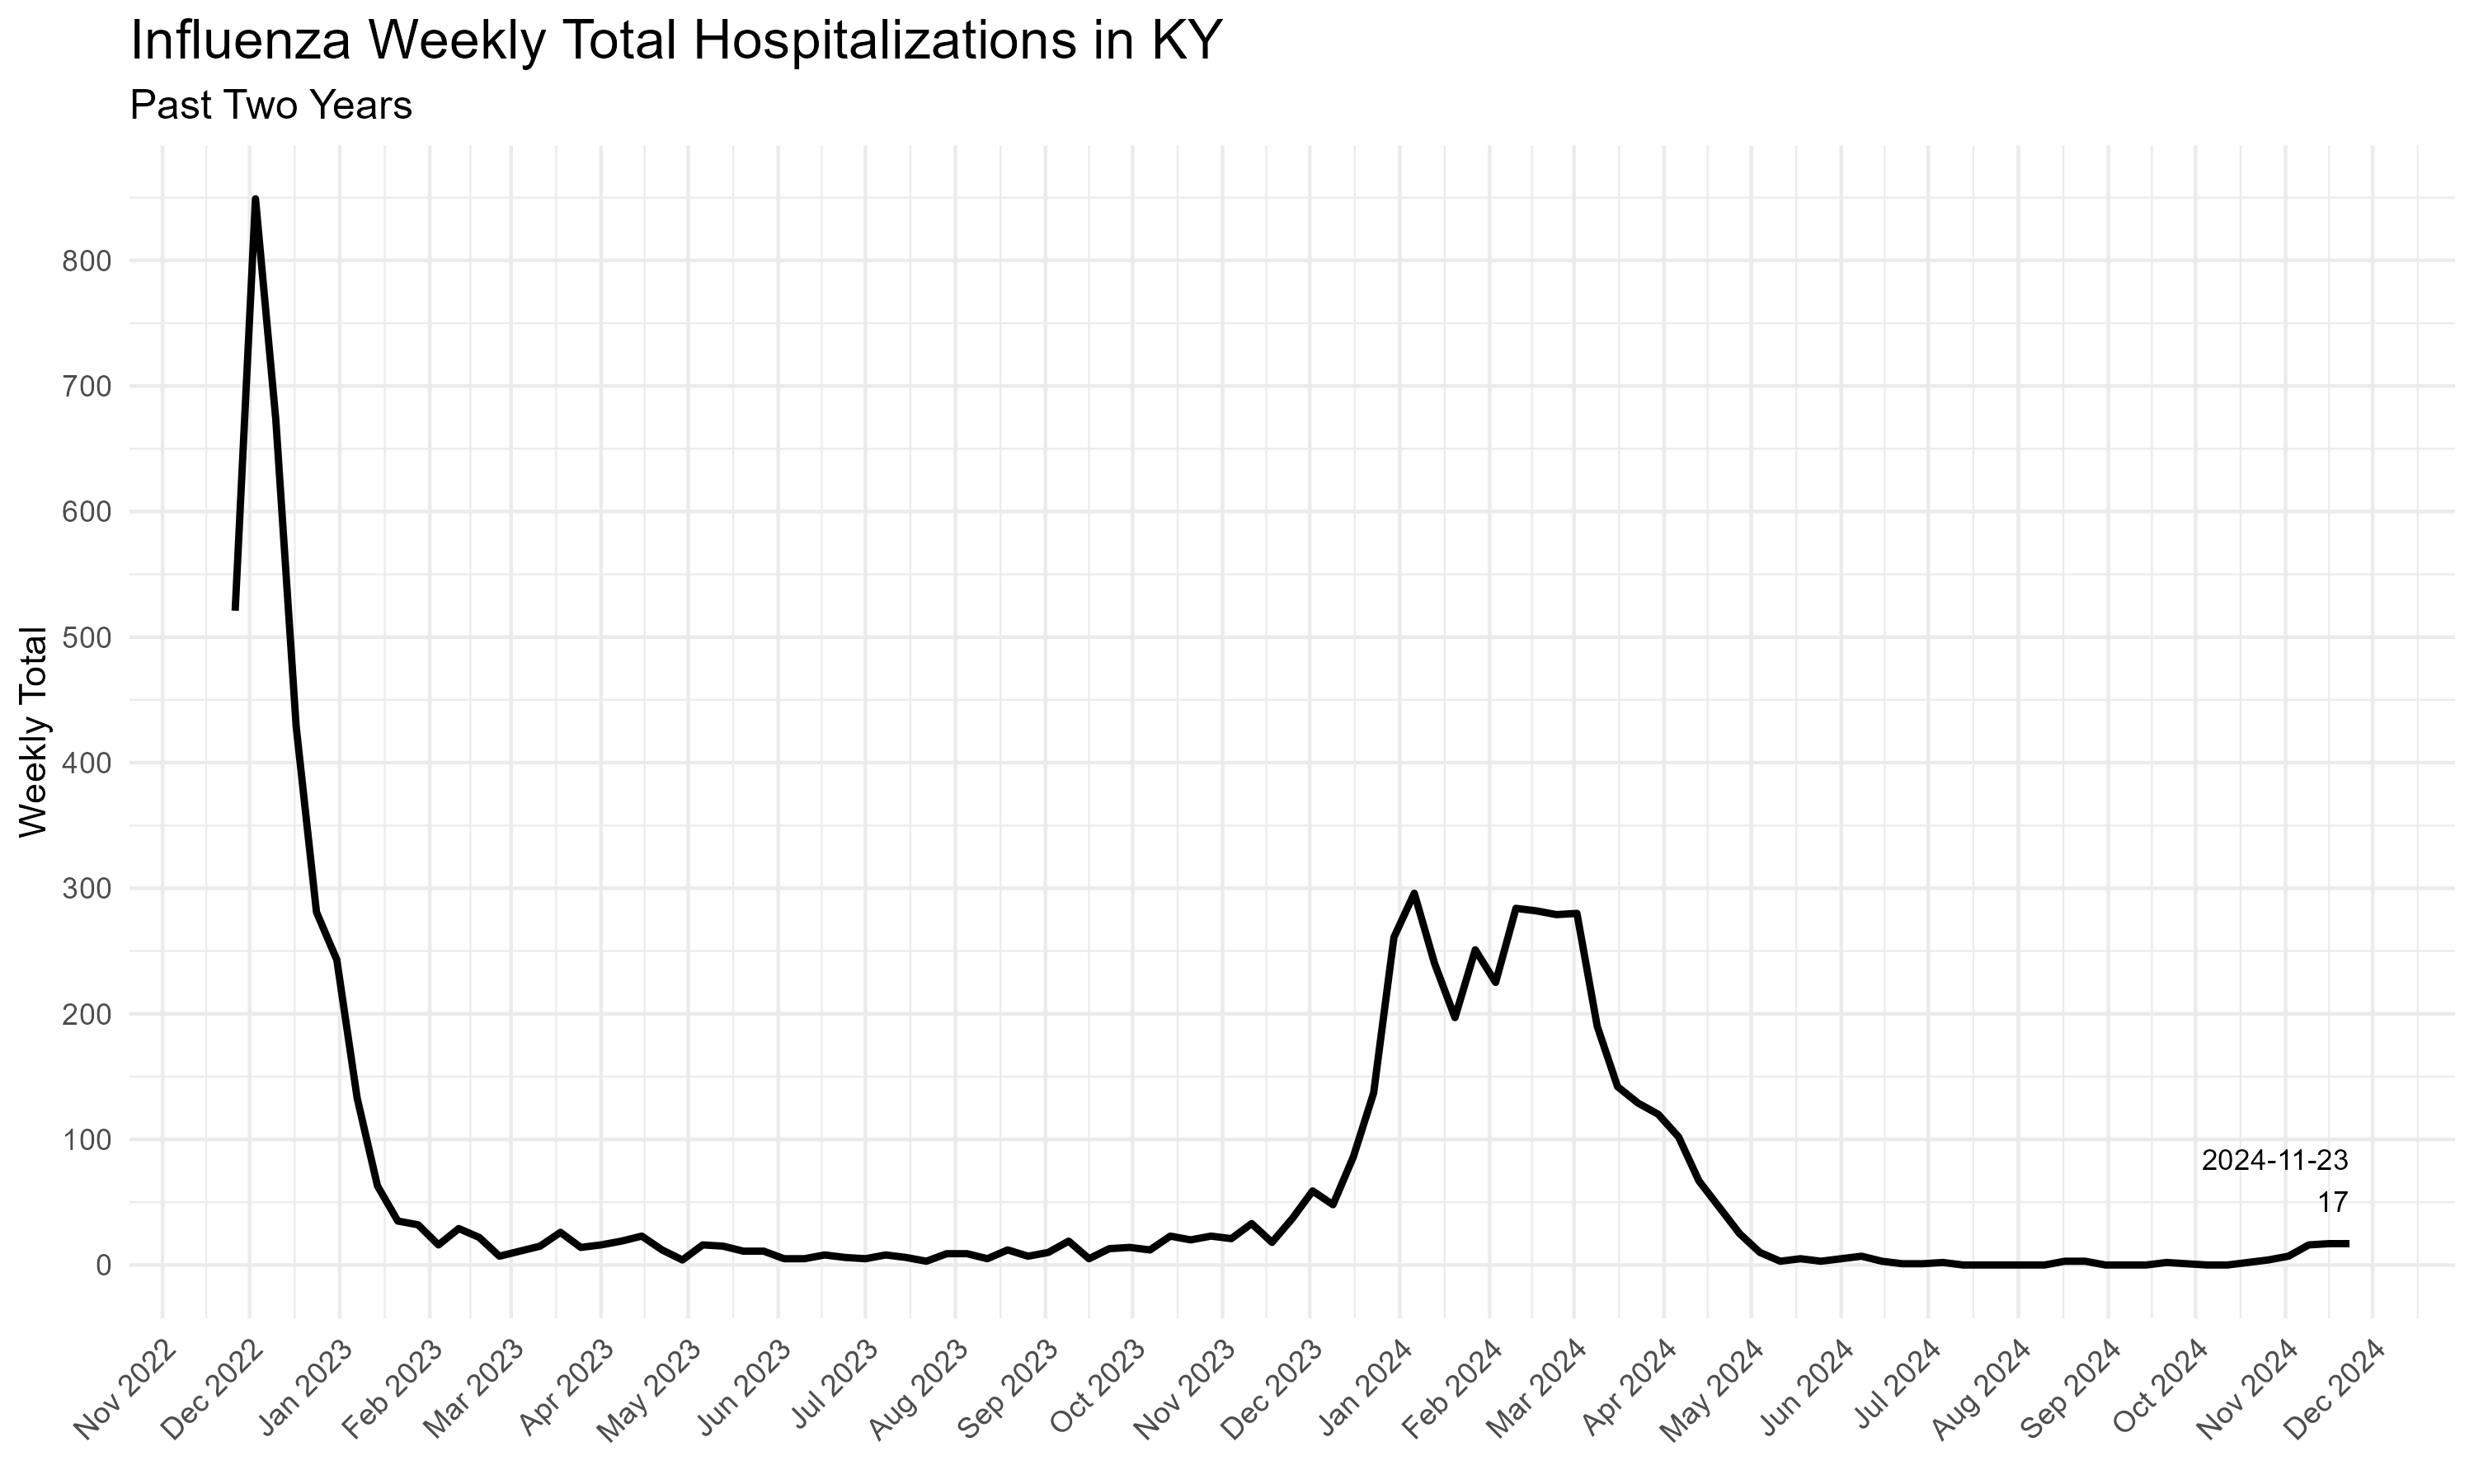 Influenza Weekly Total Hospitalizations in KY
Past Two Years
Weekly Total
800
700
600
500
400
300
200
100
0
2024-11-23
17
Nov 2022
Dec 2022
Jan 2023
Feb 2023
Mar 2023
Apr 2023
May 2023
Jun 2023
Jul 2023
Aug 2023
Sep 2023
Oct 2023
Nov 2023
Dec 2023
Jan 2024
Feb 2024
Mar 2024
Apr 2024
May 2024
Jun 2024
Jul 2024
Aug 2024
Sep 2024
Oct 2024
Nov 2024
Dec 2024